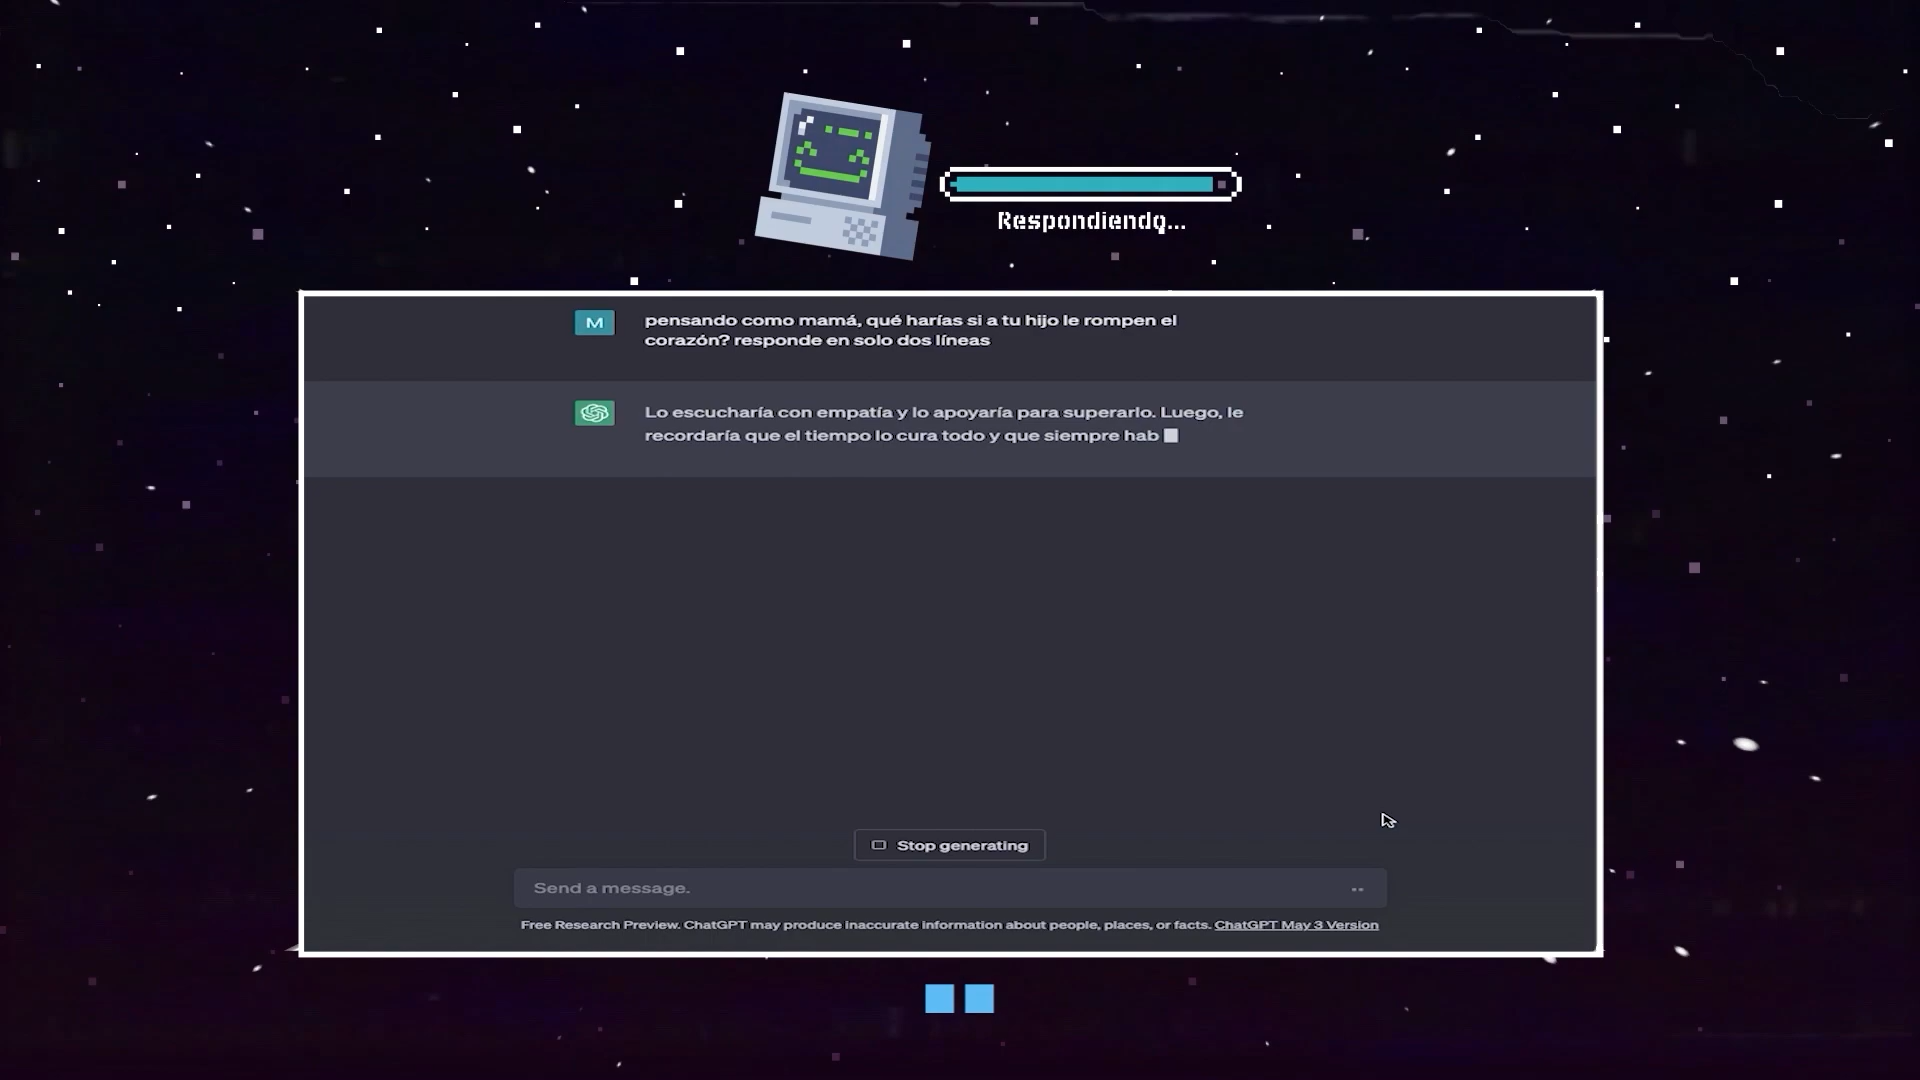 Respondiendo...
M
pensando como mamá, qué harías si a tu hijo le rompen el
corazón? responde en solo dos líneas
Lo escucharía con empatía y lo apoyaría para superarlo. Luego, le
recordaría que el tiempo lo cura todo y que siempre hab
Stop generating
Send a message.
Free Research Preview. ChatGPT may produce inaccurate information about people, places, or facts. ChatGPT May 3 Version